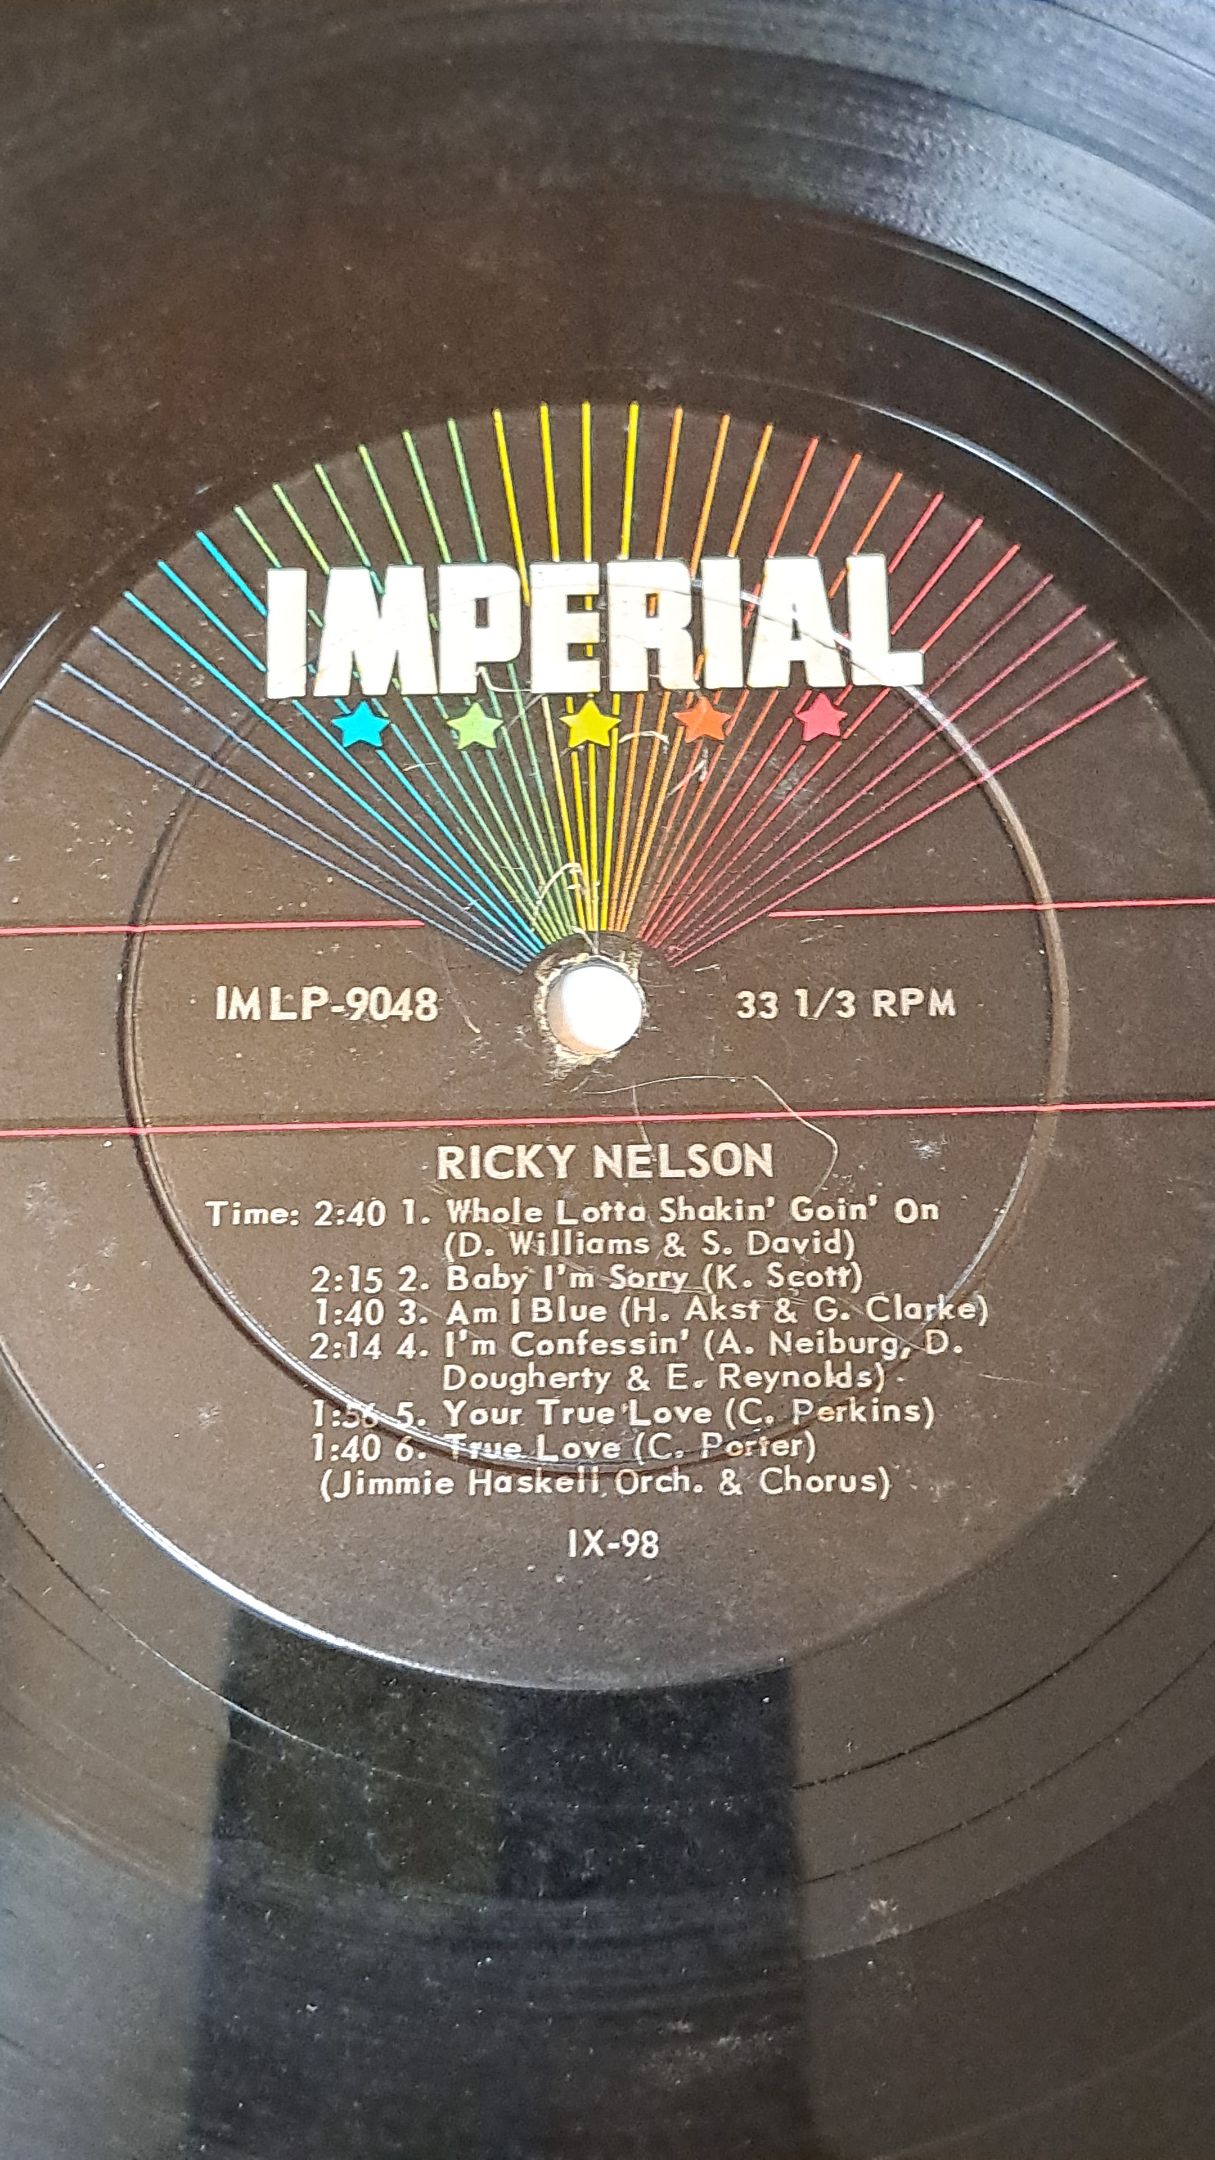 IMPERIAL
IMLP-9048 33 1/3 RPM
RICKY NELSON
Time: 2:40 1. Whole Lotta Shakin' Goin' On
(D. Williams & S. David)
2:15 2. Baby I'm Sorry (K. Scott)
1:40 3. Am I Blue (H. Akst & G. Clarke)
2:14 4. I'm Confessin' (A. Neiburg, D.
Dougherty & E. Reynolds)
1:56 5. Your True Love (C. Perkins)
1:40 6. True Love (C. Porter)
(Jimmie Haskell Orch. & Chorus)
IX-98